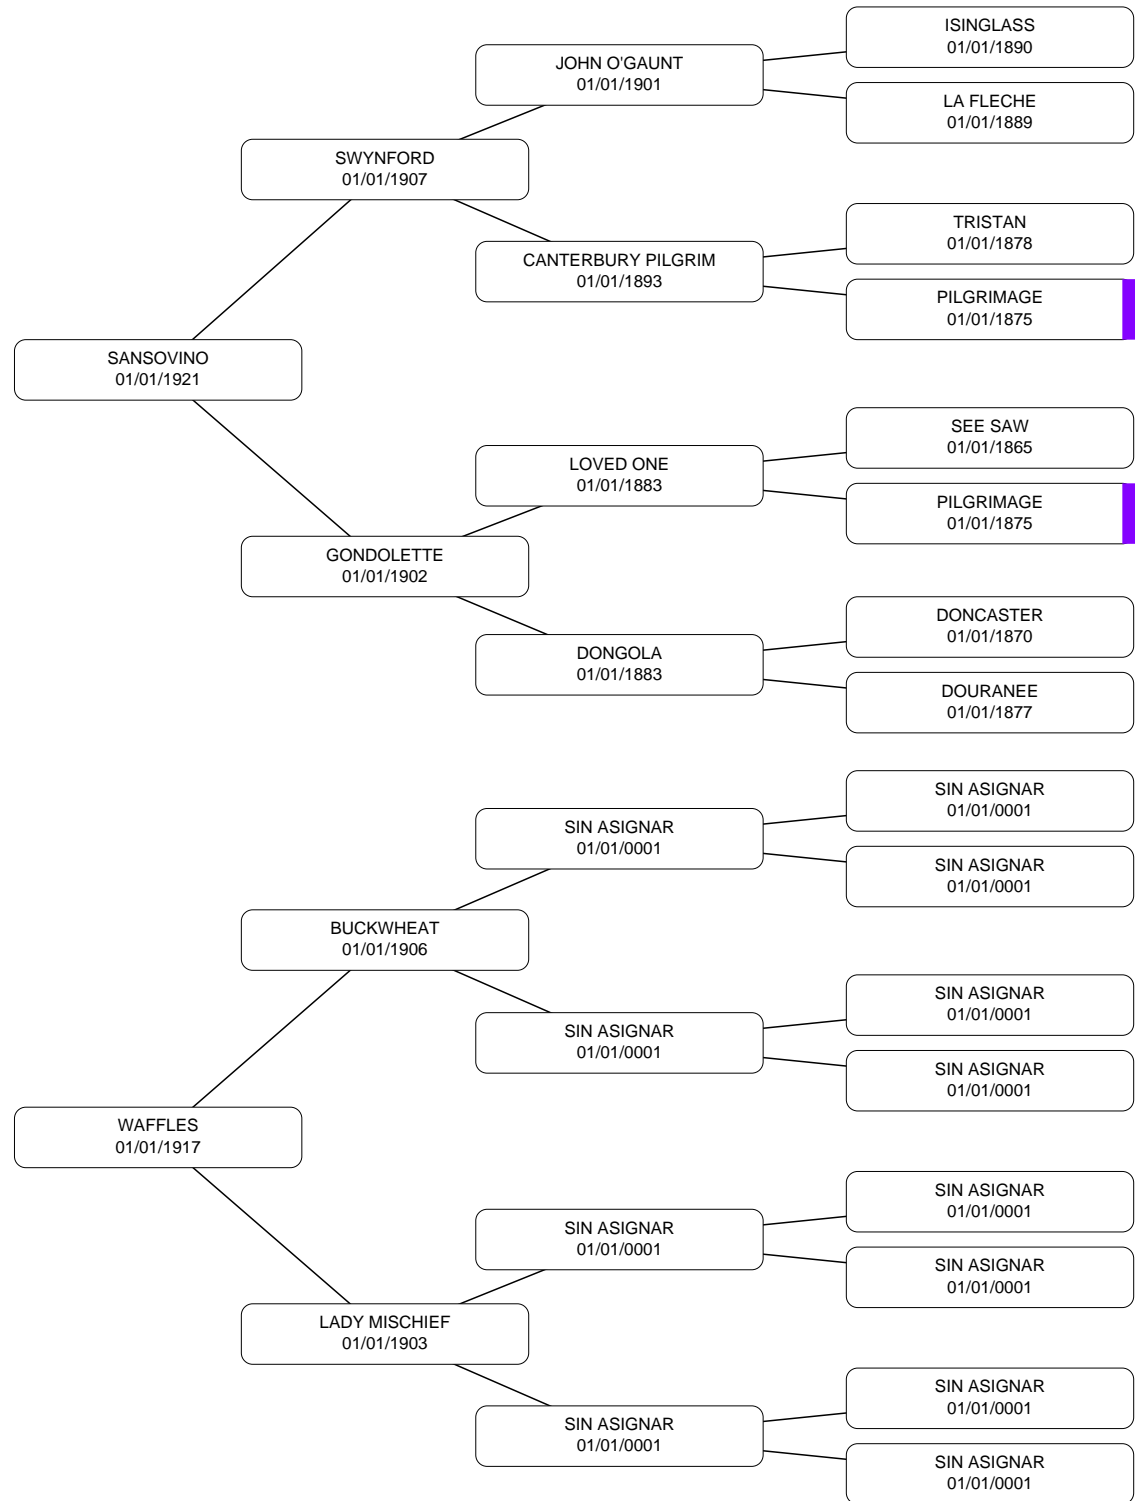 ISINGLASS
01/01/1890
JOHN O'GAUNT
01/01/1901
LA FLECHE
01/01/1889
SWYNFORD
01/01/1907
TRISTAN
01/01/1878
CANTERBURY PILGRIM
01/01/1893
PILGRIMAGE
01/01/1875
SANSOVINO
01/01/1921
SEE SAW
01/01/1865
LOVED ONE
01/01/1883
PILGRIMAGE
01/01/1875
GONDOLETTE
01/01/1902
DONCASTER
01/01/1870
DONGOLA
01/01/1883
DOURANEE
01/01/1877
SIN ASIGNAR
01/01/0001
SIN ASIGNAR
01/01/0001
SIN ASIGNAR
01/01/0001
BUCKWHEAT
01/01/1906
SIN ASIGNAR
01/01/0001
SIN ASIGNAR
01/01/0001
SIN ASIGNAR
01/01/0001
WAFFLES
01/01/1917
SIN ASIGNAR
01/01/0001
SIN ASIGNAR
01/01/0001
SIN ASIGNAR
01/01/0001
LADY MISCHIEF
01/01/1903
SIN ASIGNAR
01/01/0001
SIN ASIGNAR
01/01/0001
SIN ASIGNAR
01/01/0001